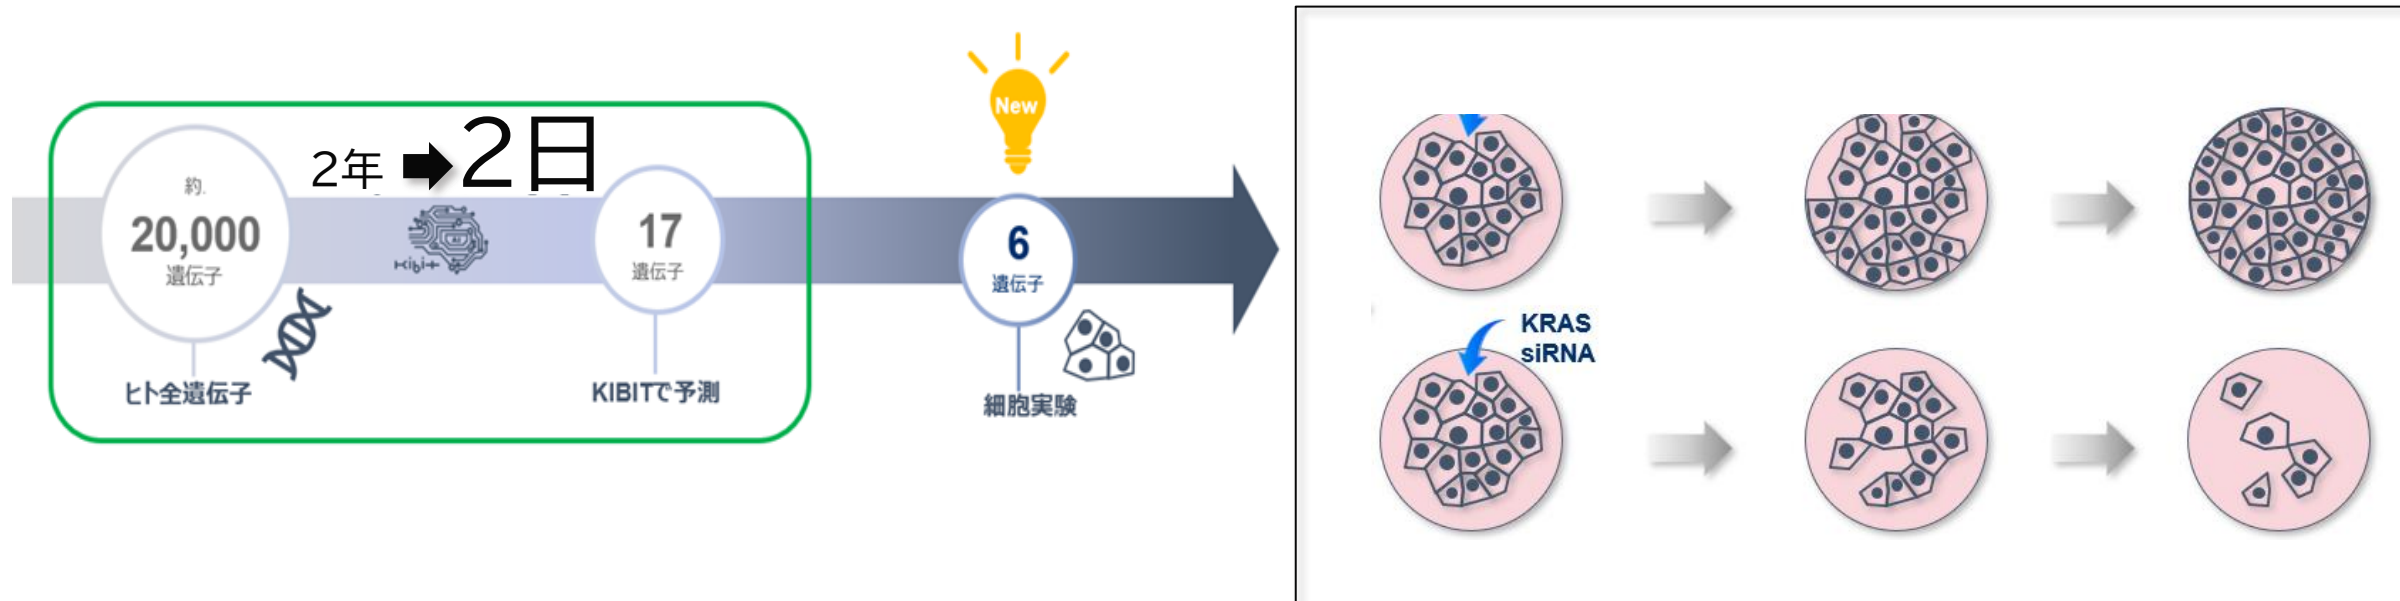 2年 ➡ 2日
約.
20,000
遺伝子
kibit
17
遺伝子
New
6
遺伝子
ヒト全遺伝子
KIBITで予測
細胞実験
KRAS
siRNA